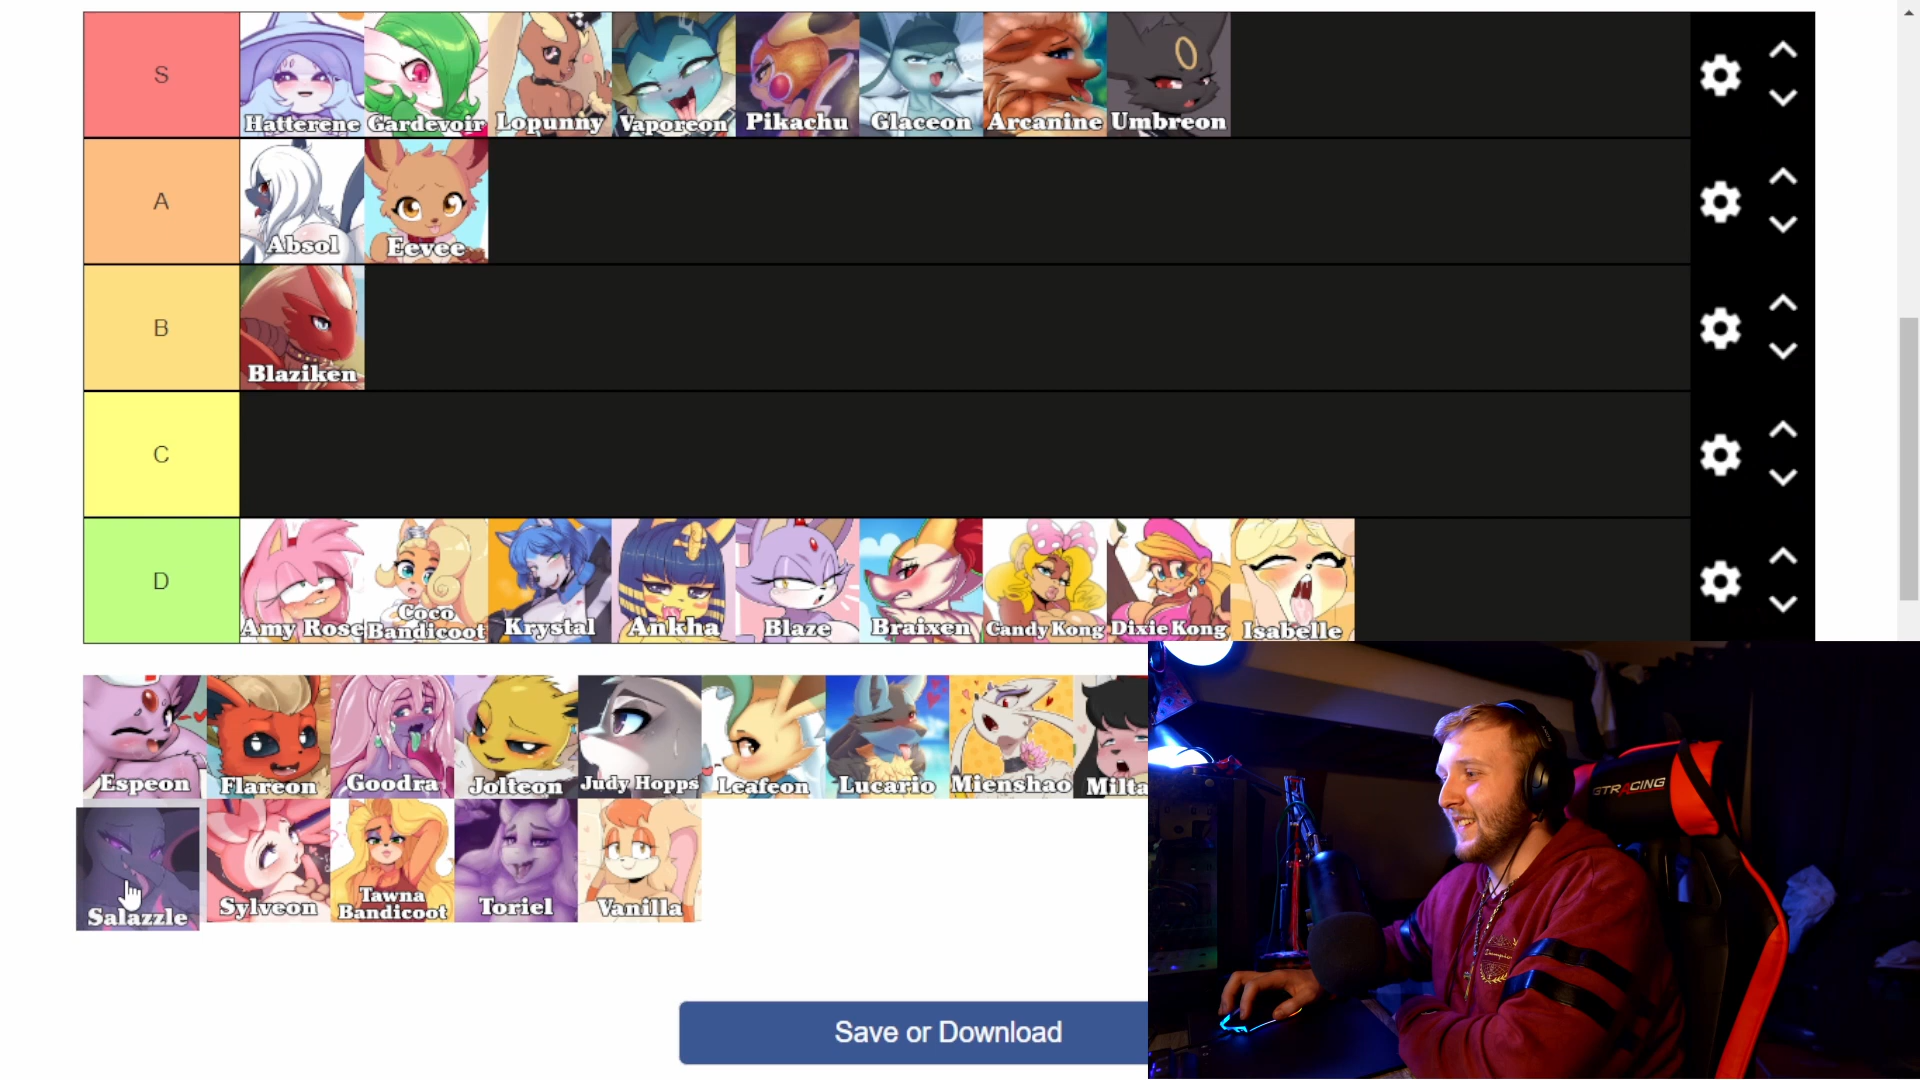 S
Hatterene Gardevoir Lopunny Vaporeon Pikachu Glaceon Arcanine Umbreon
A
Absol Eevee
B
Blaziken
C
D
Amy Rose Coco Bandicoot Krystal Ankha Blaze Braixen Candy Kong Dixie Kong Isabelle
Espeon Flareon Goodra Jolteon Judy Hopps Leafeon Lucario Mienshao Milta
Salazzle Sylveon Tawna Bandicoot Toriel Vanilla
GTRACING
Save or Download